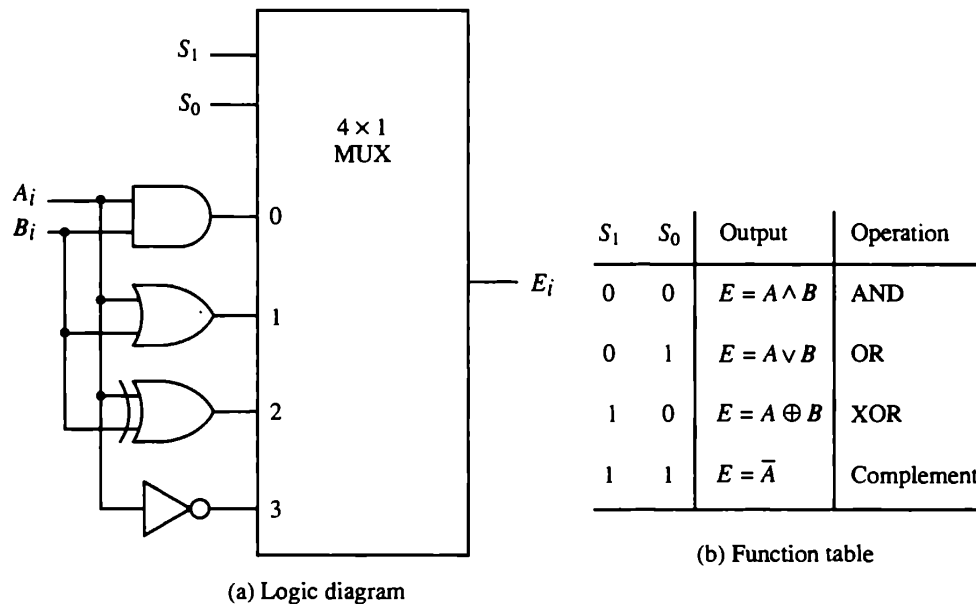 S₁
S₀
4 × 1
MUX
Aᵢ
Bᵢ
0
1
2
3
Eᵢ
(a) Logic diagram
S₁ S₀ Output Operation
0 0 E = A ∧ B AND
0 1 E = A ∨ B OR
1 0 E = A ⊕ B XOR
1 1 E = A̅ Complement
(b) Function table